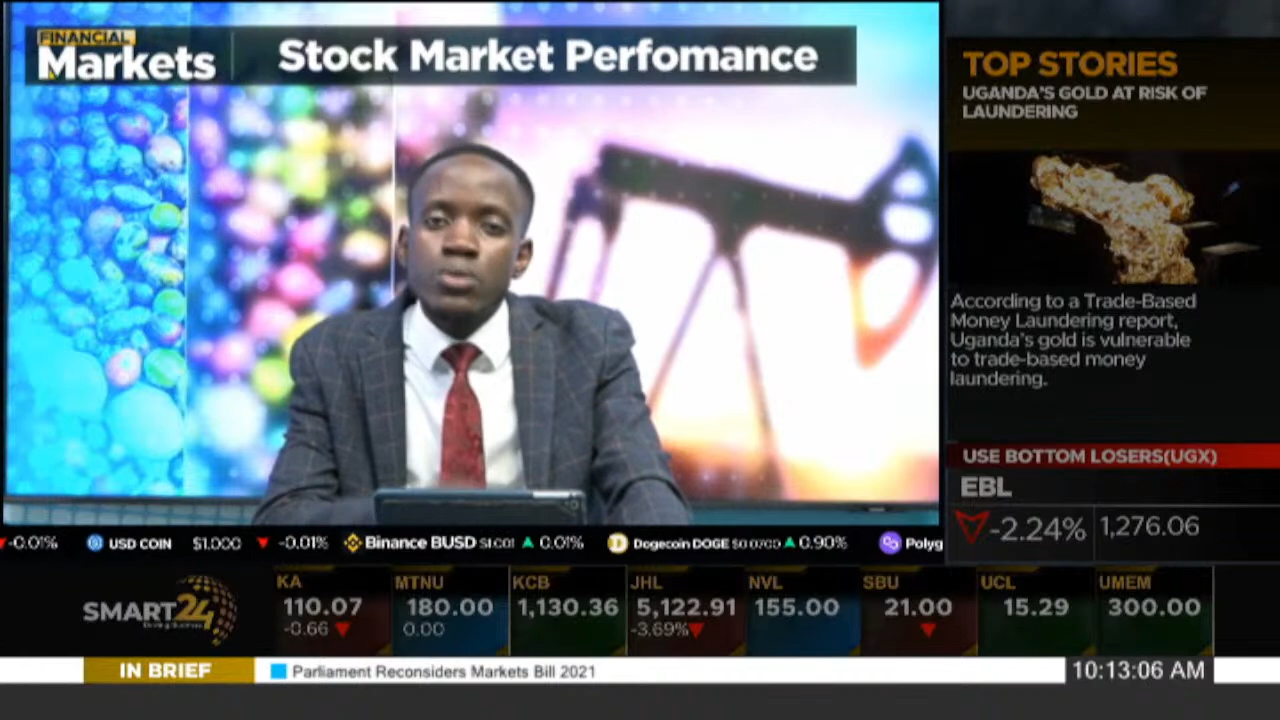 FINANCIAL
Markets
Stock Market Perfomance
TOP STORIES
UGANDA'S GOLD AT RISK OF
LAUNDERING
According to a Trade-Based
Money Laundering report,
Uganda's gold is vulnerable
to trade-based money
laundering.
USE BOTTOM LOSERS(UGX)
EBL
-2.24% 1,276.06
-0.01% USD COIN $1.000 -0.01% Binance BUSD $1.001 0.01% Dogecoin DOGE $0.0700 0.90% Polyg
SMART24
KA MTNU KCB JHL NVL SBU UCL UMEM
110.07 180.00 1,130.36 5,122.91 155.00 21.00 15.29 300.00
-0.66 0.00 -3.69%
IN BRIEF Parliament Reconsiders Markets Bill 2021 10:13:06 AM